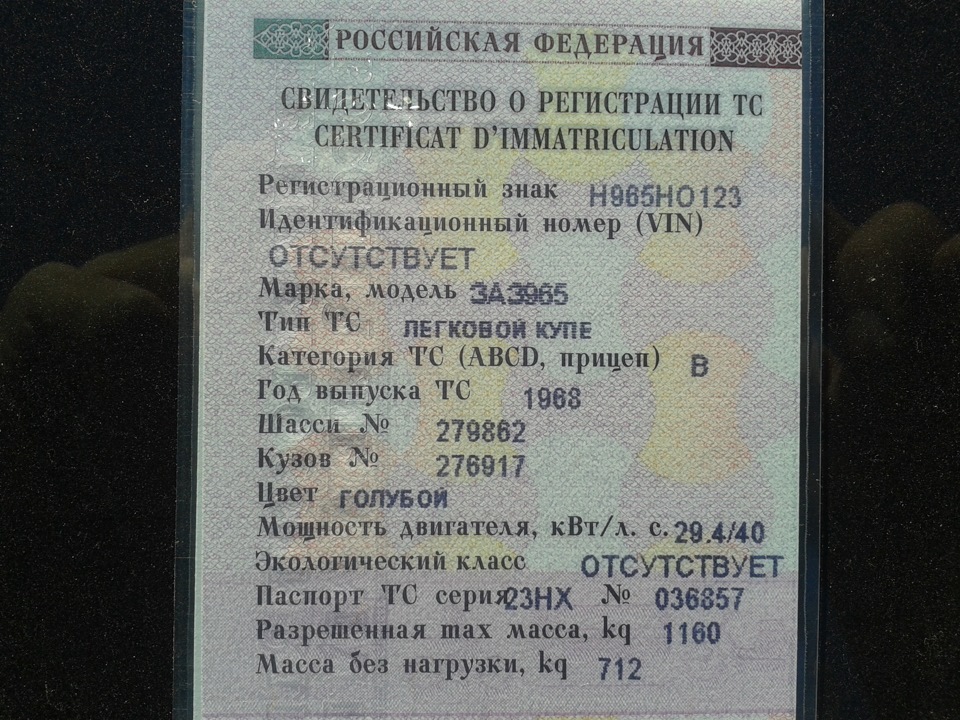 РОССИЙСКАЯ ФЕДЕРАЦИЯ
СВИДЕТЕЛЬСТВО О РЕГИСТРАЦИИ ТС
CERTIFICAT D'IMMATRICULATION
Регистрационный знак Н965НО123
Идентификационный номер (VIN)
ОТСУТСТВУЕТ
Марка, модель ЗАЗ965
Тип ТС ЛЕГКОВОЙ КУПЕ
Категория ТС (ABCD, прицеп) В
Год выпуска ТС 1968
Шасси № 279862
Кузов № 276917
Цвет ГОЛУБОЙ
Мощность двигателя, кВт/л. с. 29.4/40
Экологический класс ОТСУТСТВУЕТ
Паспорт ТС серия 23НХ № 036857
Разрешенная max масса, kq 1160
Масса без нагрузки, kq 712